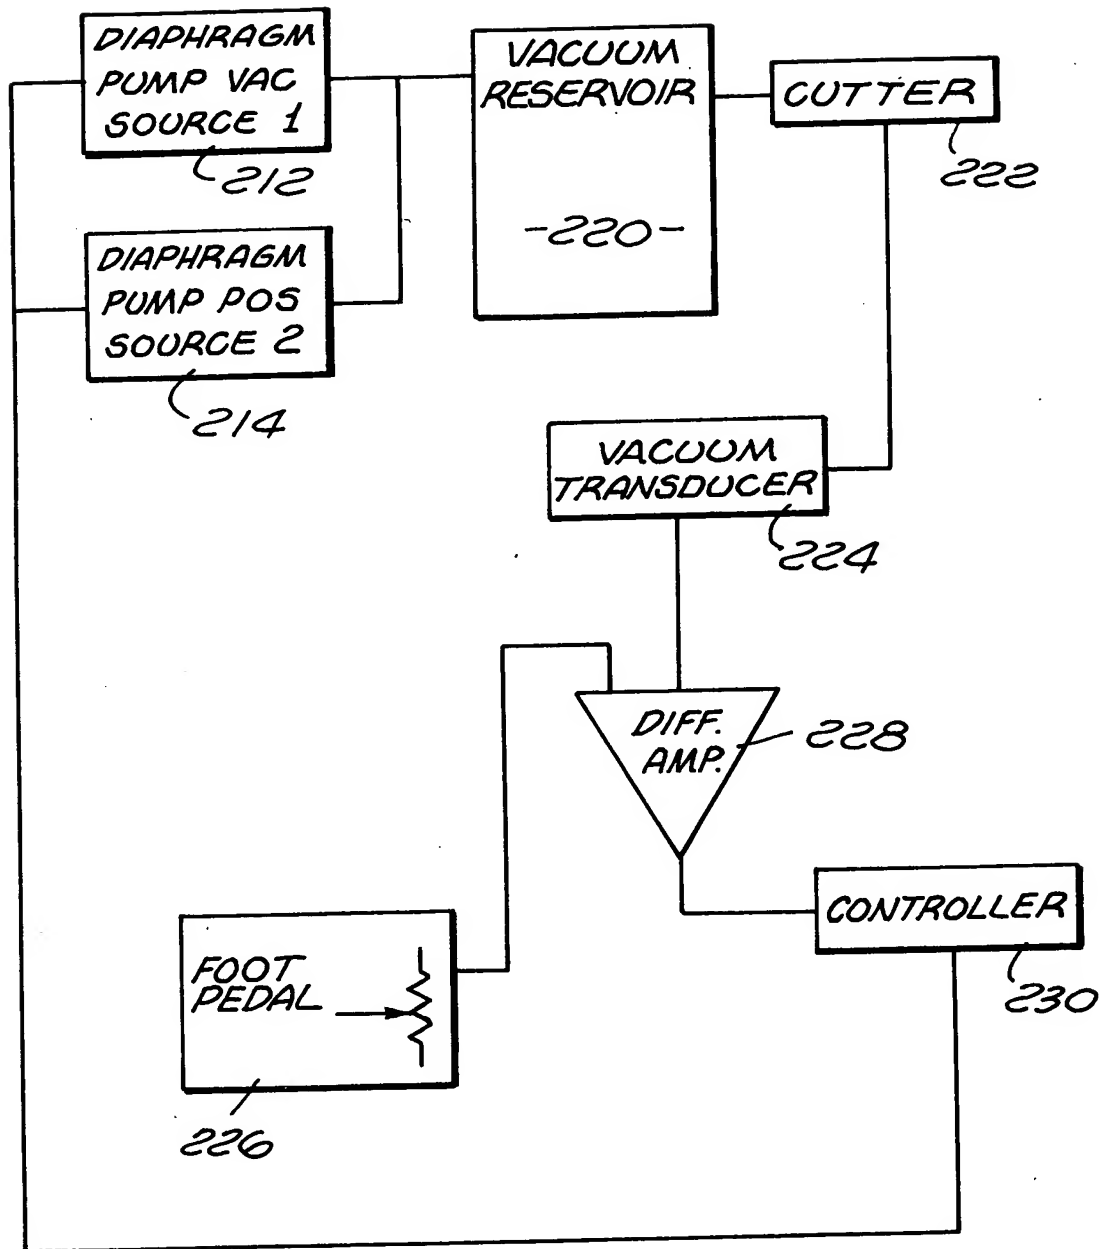 DIAPHRAGM
PUMP VAC
SOURCE 1
212
DIAPHRAGM
PUMP POS
SOURCE 2
214
VACUUM
RESERVOIR
-220-
CUTTER
222
VACUUM
TRANSDUCER
224
DIFF.
AMP.
228
FOOT
PEDAL
226
CONTROLLER
230